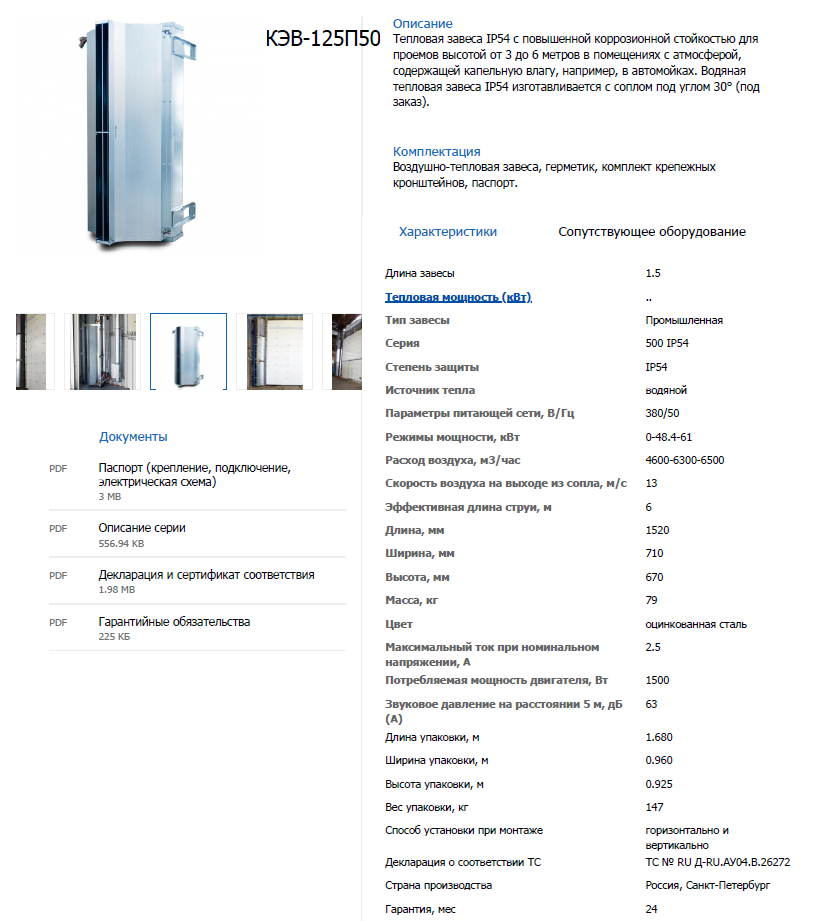 КЭВ-125П50
Описание
Тепловая завеса IP54 с повышенной коррозионной стойкостью для
проемов высотой от 3 до 6 метров в помещениях с атмосферой,
содержащей капельную влагу, например, в автомойках. Водяная
тепловая завеса IP54 изготавливается с соплом под углом 30° (под
заказ).
Комплектация
Воздушно-тепловая завеса, герметик, комплект крепежных
кронштейнов, паспорт.
Характеристики Сопутствующее оборудование
Длина завесы 1.5
Тепловая мощность (кВт) ..
Тип завесы Промышленная
Серия 500 IP54
Степень защиты IP54
Источник тепла водяной
Параметры питающей сети, В/Гц 380/50
Режимы мощности, кВт 0-48.4-61
Расход воздуха, м3/час 4600-6300-6500
Скорость воздуха на выходе из сопла, м/с 13
Эффективная длина струи, м 6
Длина, мм 1520
Ширина, мм 710
Высота, мм 670
Масса, кг 79
Цвет оцинкованная сталь
Максимальный ток при номинальном
напряжении, А 2.5
Потребляемая мощность двигателя, Вт 1500
Звуковое давление на расстоянии 5 м, дБ
(А) 63
Длина упаковки, м 1.680
Ширина упаковки, м 0.960
Высота упаковки, м 0.925
Вес упаковки, кг 147
Способ установки при монтаже горизонтально и
вертикально
Декларация о соответствии ТС ТС № RU Д-RU.АУ04.В.26272
Страна производства Россия, Санкт-Петербург
Гарантия, мес 24
Документы
PDF Паспорт (крепление, подключение,
электрическая схема)
3 MB
PDF Описание серии
556.94 KB
PDF Декларация и сертификат соответствия
1.98 MB
PDF Гарантийные обязательства
225 КБ